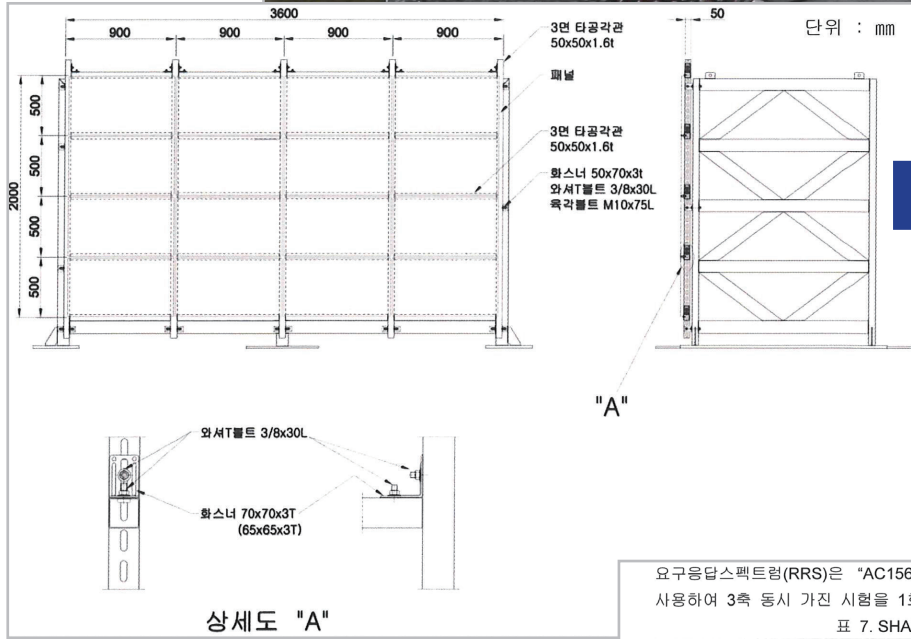 3600
900
900
900
900
3면 타공각관
50x50x1.6t
패널
3면 타공각관
50x50x1.6t
화스너 50x70x3t
와셔T볼트 3/8x30L
육각볼트 M10x75L
500
500
500
500
2000
50
단위 : mm
"A"
와셔T볼트 3/8x30L
화스너 70x70x3T
(65x65x3T)
상세도 "A"
요구응답스펙트럼(RRS)은 "AC156
사용하여 3축 동시 가진 시험을 1
표 7. SHA